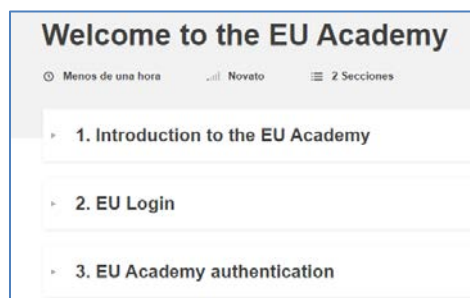 Welcome to the EU Academy
Menos de una hora Novato 2 Secciones
1. Introduction to the EU Academy
2. EU Login
3. EU Academy authentication